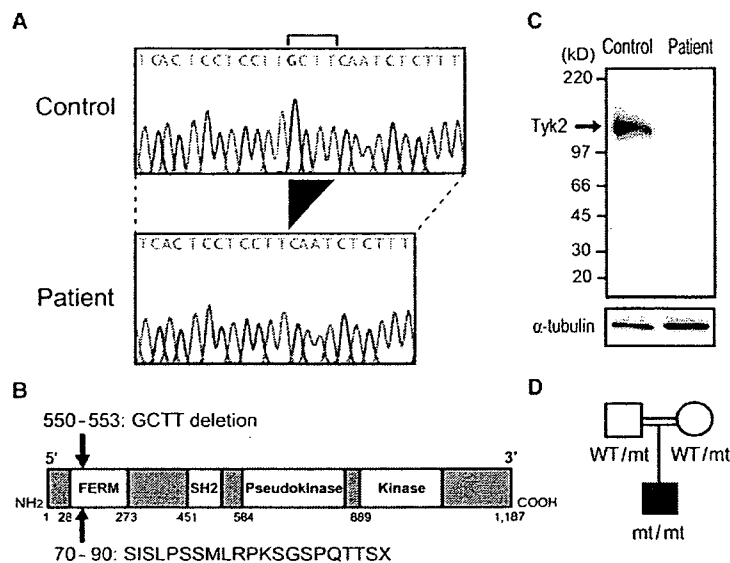 A
Control
TCACTCCTCCTTGCTTCAATCTCTTT
Patient
TCACTCCTCCTTCAATCTCTTT
B
550-553: GCTT deletion
5' 3'
NH2 FERM SH2 Pseudokinase Kinase COOH
1 28 273 451 584 889 1,187
70-90: SISLPSSMLRPKSGSPQTTSX
C
(kD) Control Patient
220
Tyk2
97
66
45
30
20
α-tubulin
D
WT/mt WT/mt
mt/mt